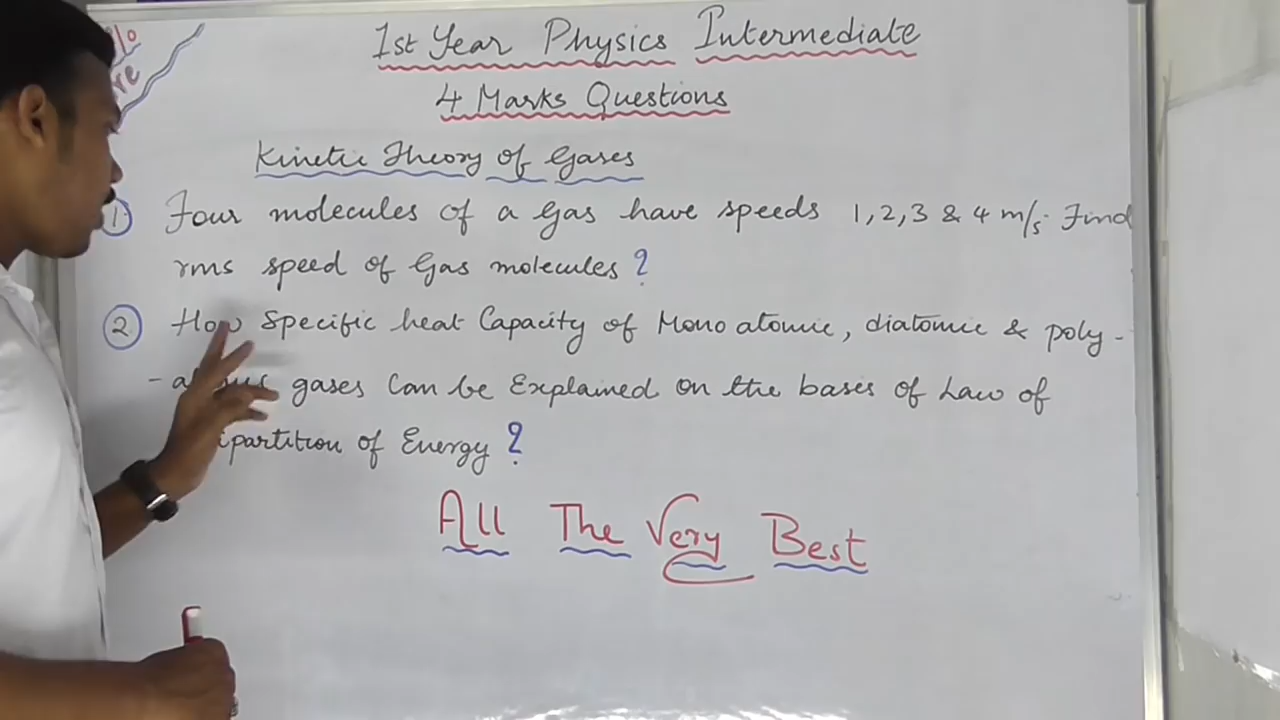 1st Year Physics Intermediate
4 Marks Questions
Kinetic Theory of Gases
1 Four molecules of a Gas have speeds 1, 2, 3 & 4 m/s. Find
rms speed of Gas molecules ?
2 How Specific heat Capacity of Mono atomic, diatomic & poly-
gases Can be Explained on the bases of Law of
of Energy ?
All The Very Best